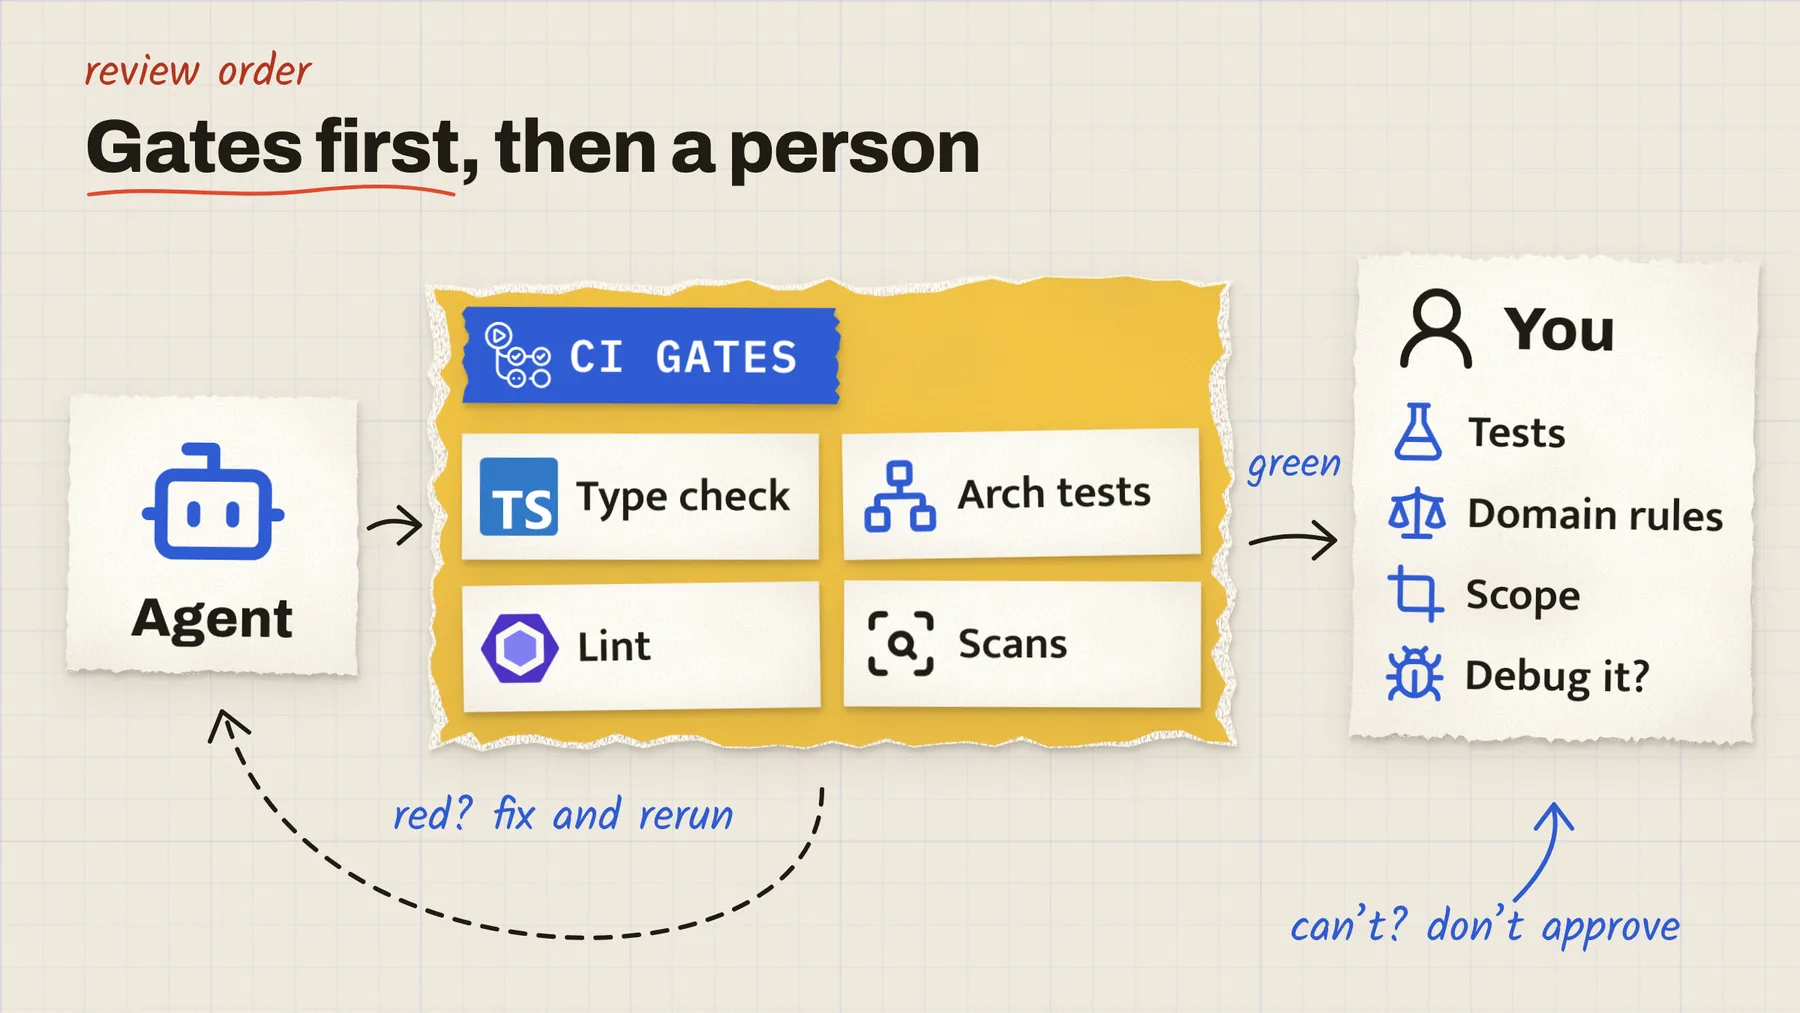 review order
Gates first, then a person
CI GATES
TS Type check
Arch tests
Lint
Scans
Agent
green
You
Tests
Domain rules
Scope
Debug it?
red? fix and rerun
can't? don't approve